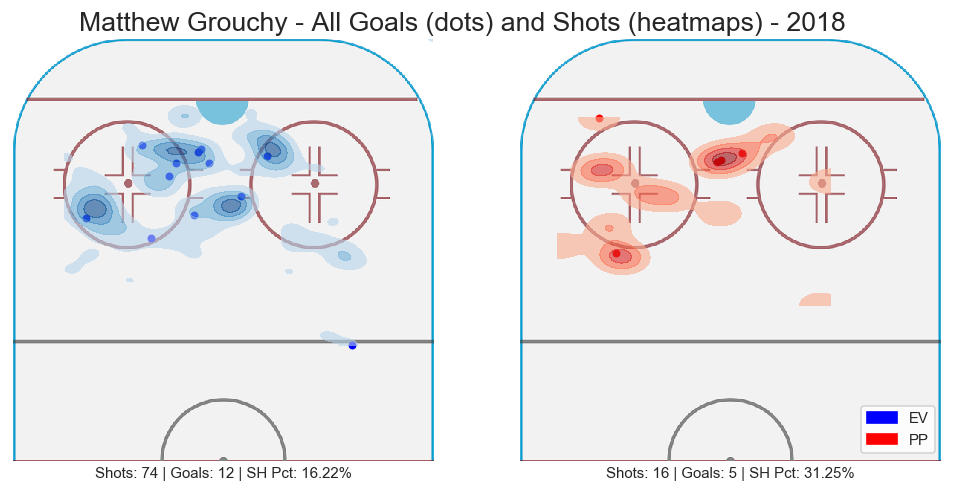 Matthew Grouchy - All Goals (dots) and Shots (heatmaps) - 2018
EV
PP
Shots: 74 | Goals: 12 | SH Pct: 16.22%
Shots: 16 | Goals: 5 | SH Pct: 31.25%